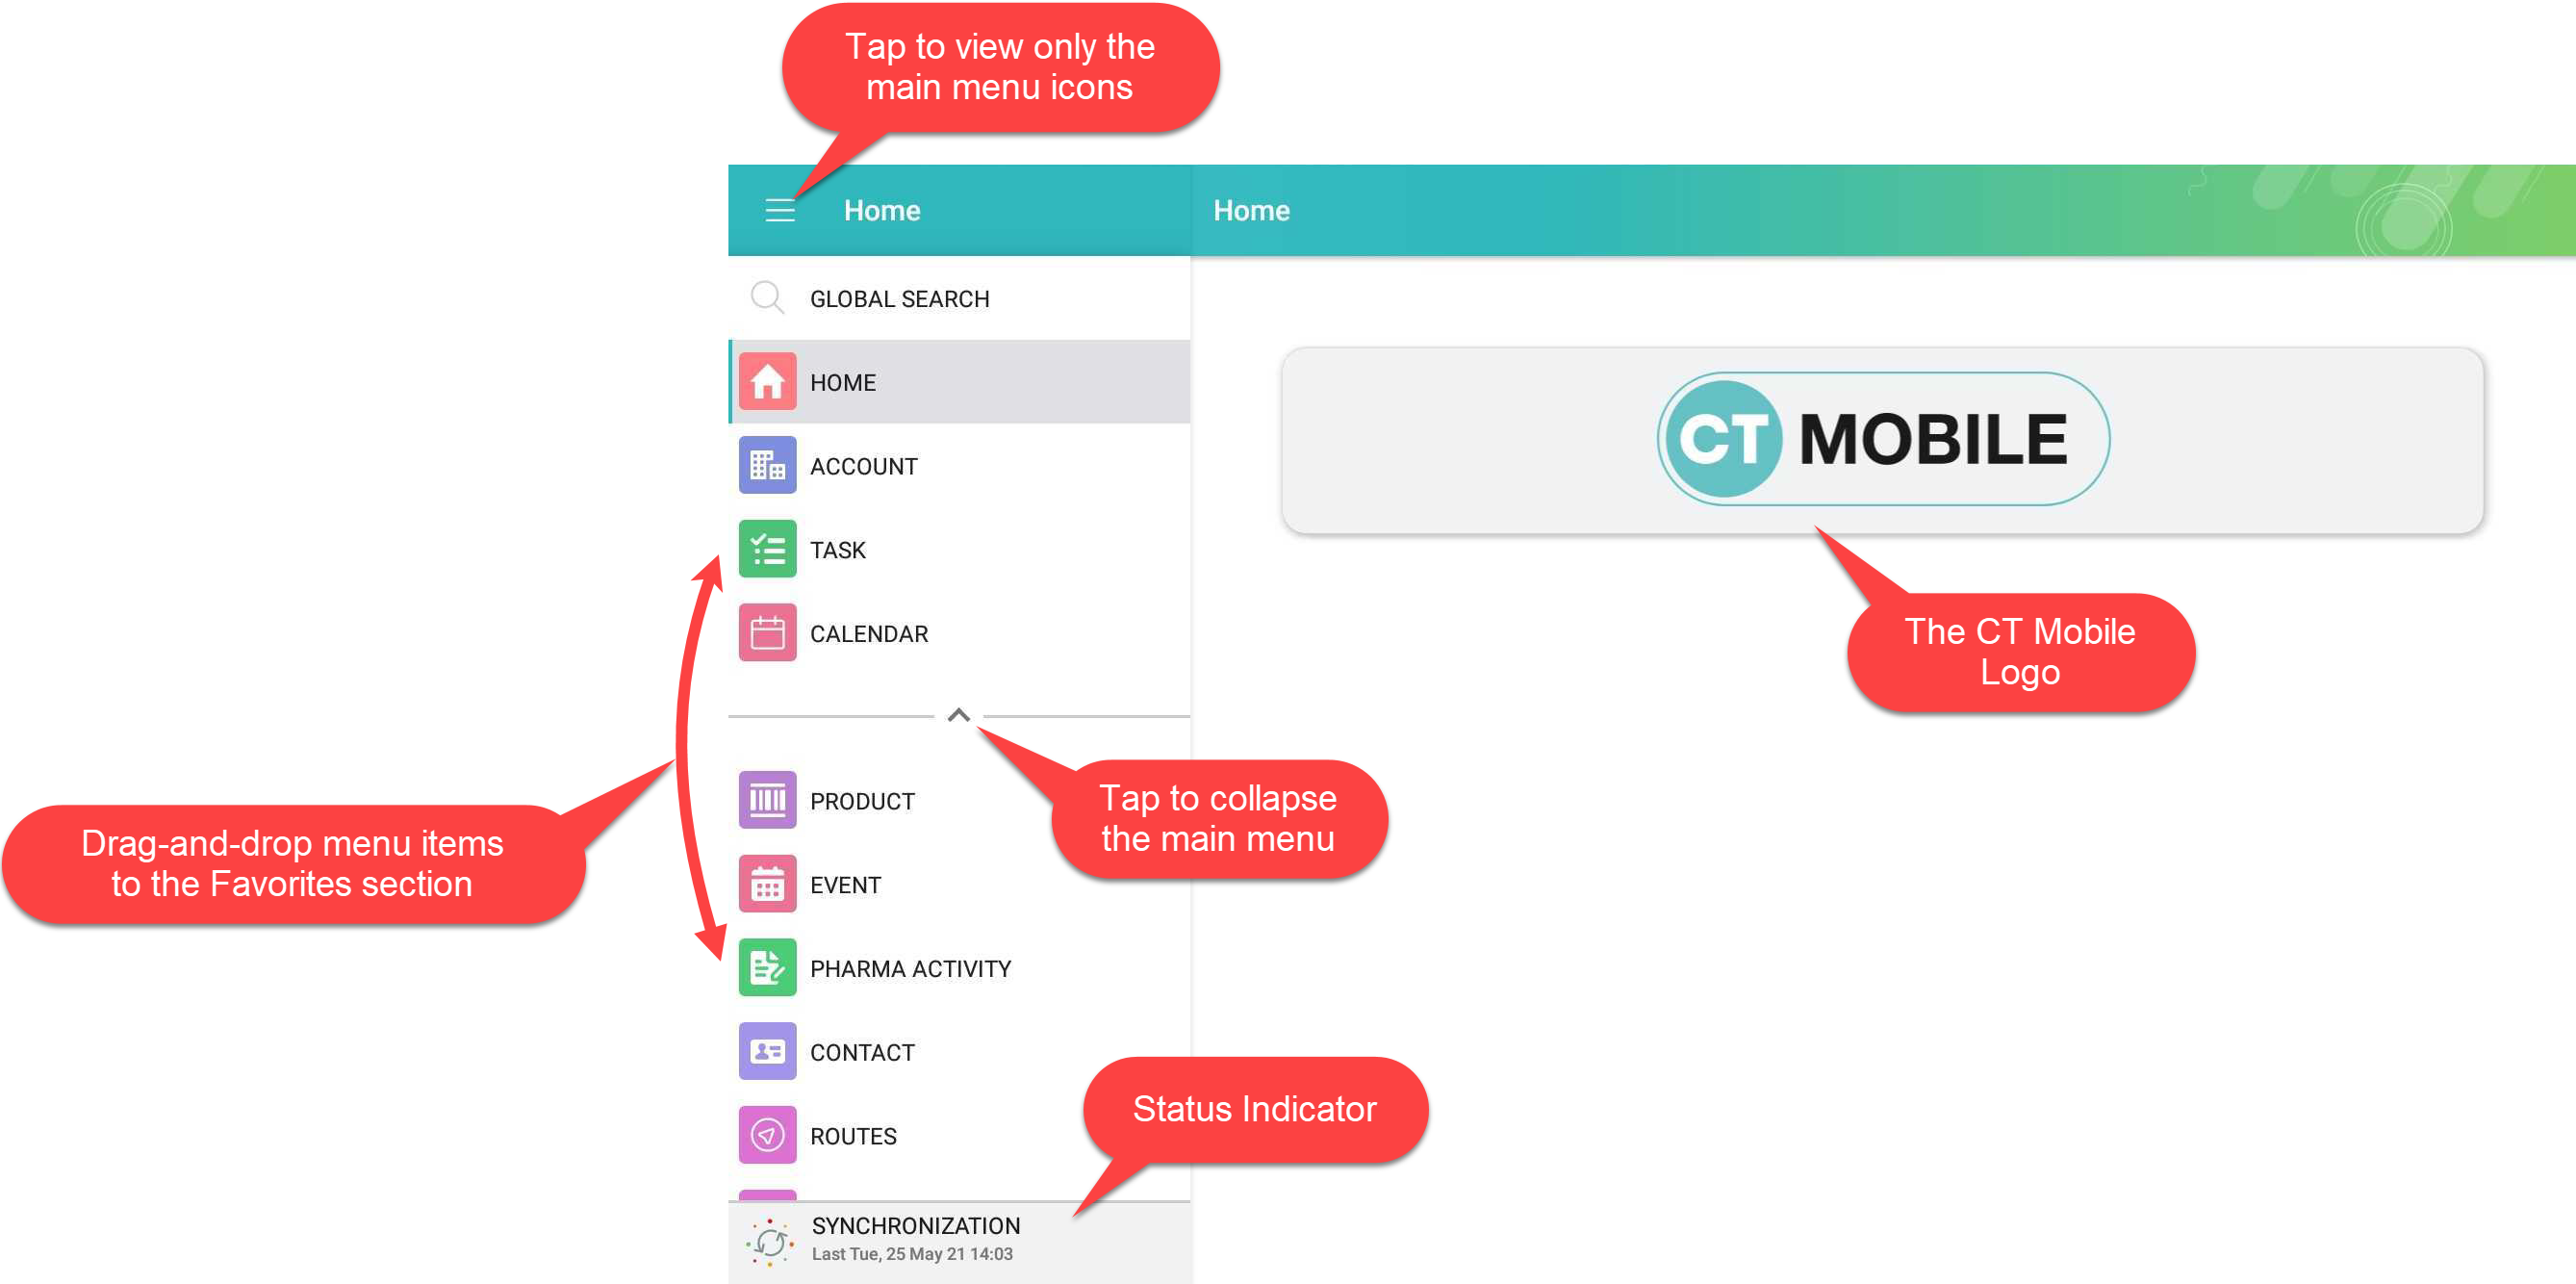 Tap to view only the
main menu icons
Home
Home
GLOBAL SEARCH
HOME
ACCOUNT
TASK
CALENDAR
CT MOBILE
The CT Mobile
Logo
Tap to collapse
the main menu
Drag-and-drop menu items
to the Favorites section
PRODUCT
EVENT
PHARMA ACTIVITY
CONTACT
ROUTES
Status Indicator
SYNCHRONIZATION
Last Tue, 25 May 21 14:03